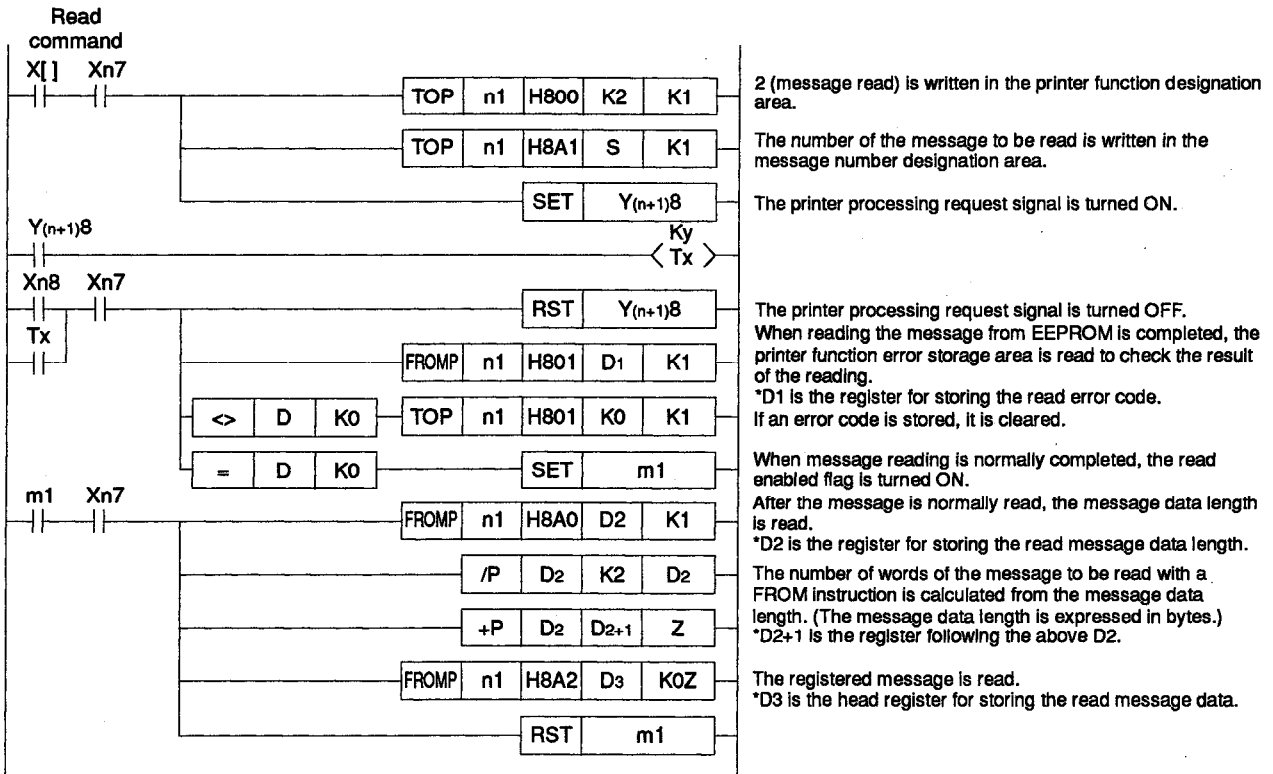 Read
command
X[ ] Xn7
TOP n1 H800 K2 K1
2 (message read) is written in the printer function designation
area.
TOP n1 H8A1 S K1
The number of the message to be read is written in the
message number designation area.
SET Y(n+1)8
The printer processing request signal is turned ON.
Y(n+1)8
Ky
Tx
Xn8 Xn7
RST Y(n+1)8
The printer processing request signal is turned OFF.
Tx
When reading the message from EEPROM is completed, the
FROMP n1 H801 D1 K1
printer function error storage area is read to check the result
of the reading.
*D1 is the register for storing the read error code.
<> D K0 TOP n1 H801 K0 K1
If an error code is stored, it is cleared.
= D K0 SET m1
When message reading is normally completed, the read
enabled flag is turned ON.
m1 Xn7
FROMP n1 H8A0 D2 K1
After the message is normally read, the message data length
is read.
*D2 is the register for storing the read message data length.
/P D2 K2 D2
The number of words of the message to be read with a
FROM instruction is calculated from the message data
length. (The message data length is expressed in bytes.)
+P D2 D2+1 Z
*D2+1 is the register following the above D2.
FROMP n1 H8A2 D3 K0Z
The registered message is read.
*D3 is the head register for storing the read message data.
RST m1